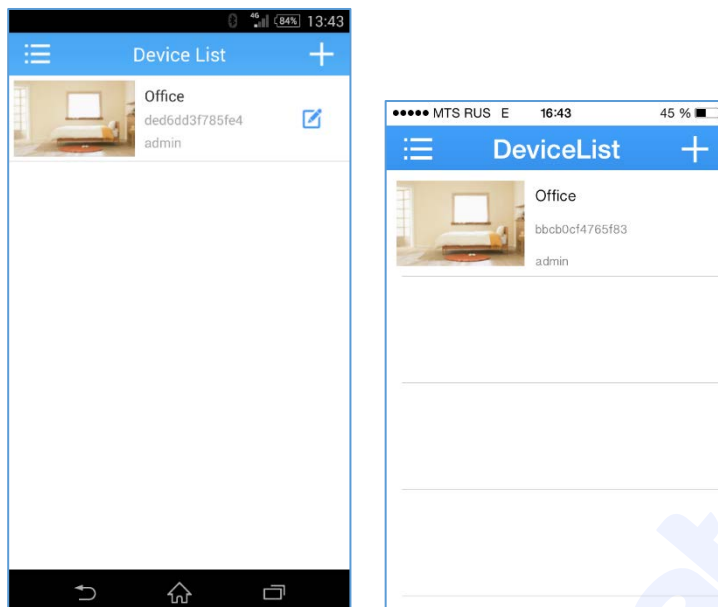 46 84% 13:43
Device List
Office
ded6dd3f785fe4
admin
MTS RUS E 16:43 45 %
DeviceList
Office
bbcb0cf4765f83
admin